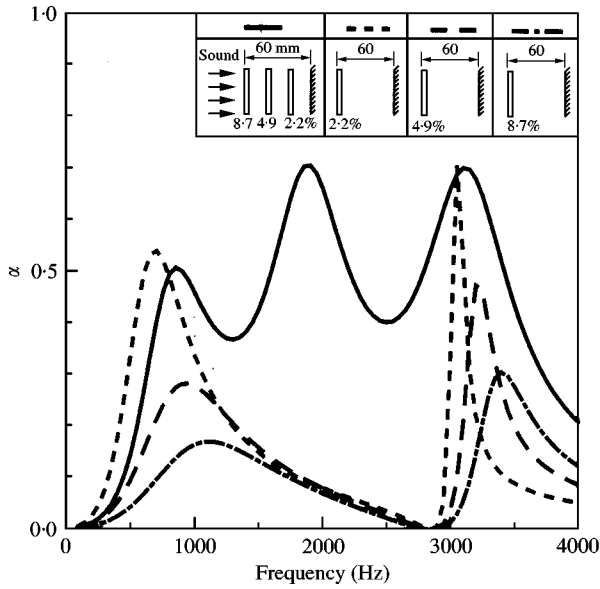 1·0
60 mm 60 60 60
Sound
8·7 4·9 2·2% 2·2% 4·9% 8·7%
α
0·5
0·0
0 1000 2000 3000 4000
Frequency (Hz)